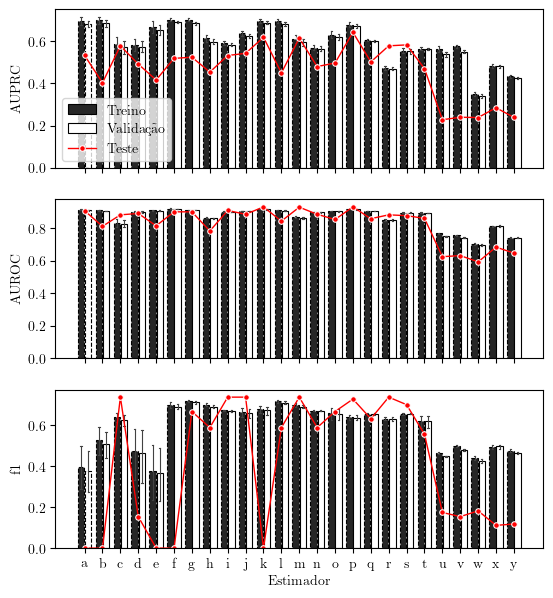 AUPRC
0.6
0.4
0.2
0.0
Treino
Validação
Teste
AUROC
0.8
0.6
0.4
0.2
0.0
f1
0.6
0.4
0.2
0.0
a b c d e f g h i j k l m n o p q r s t u v w x y
Estimador